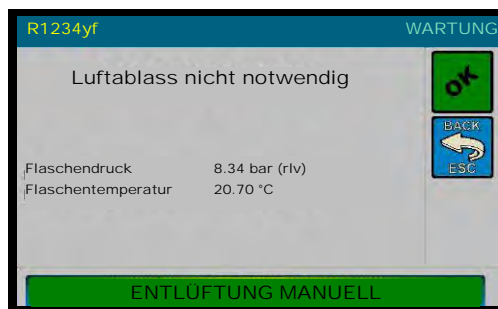 R1234yf WARTUNG
Luftablass nicht notwendig
OK
BACK
ESC
Flaschendruck 8.34 bar (rlv)
Flaschentemperatur 20.70 °C
ENTLÜFTUNG MANUELL